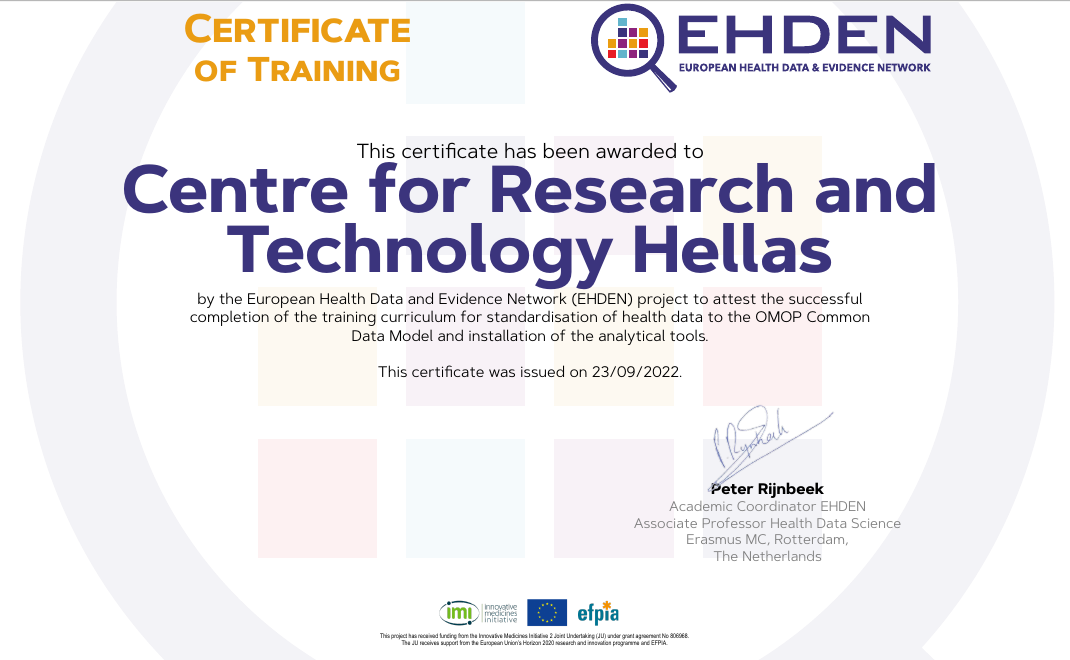 CERTIFICATE
OF TRAINING
EHDEN
EUROPEAN HEALTH DATA & EVIDENCE NETWORK
This certificate has been awarded to
Centre for Research and
Technology Hellas
by the European Health Data and Evidence Network (EHDEN) project to attest the successful
completion of the training curriculum for standardisation of health data to the OMOP Common
Data Model and installation of the analytical tools.
This certificate was issued on 23/09/2022.
P. Rijnbeek
Peter Rijnbeek
Academic Coordinator EHDEN
Associate Professor Health Data Science
Erasmus MC, Rotterdam,
The Netherlands
imi
innovative
medicines
initiative
efpia
This project has received funding from the Innovative Medicines Initiative 2 Joint Undertaking (JU) under grant agreement No 806968.
The JU receives support from the European Union's Horizon 2020 research and innovation programme and EFPIA.